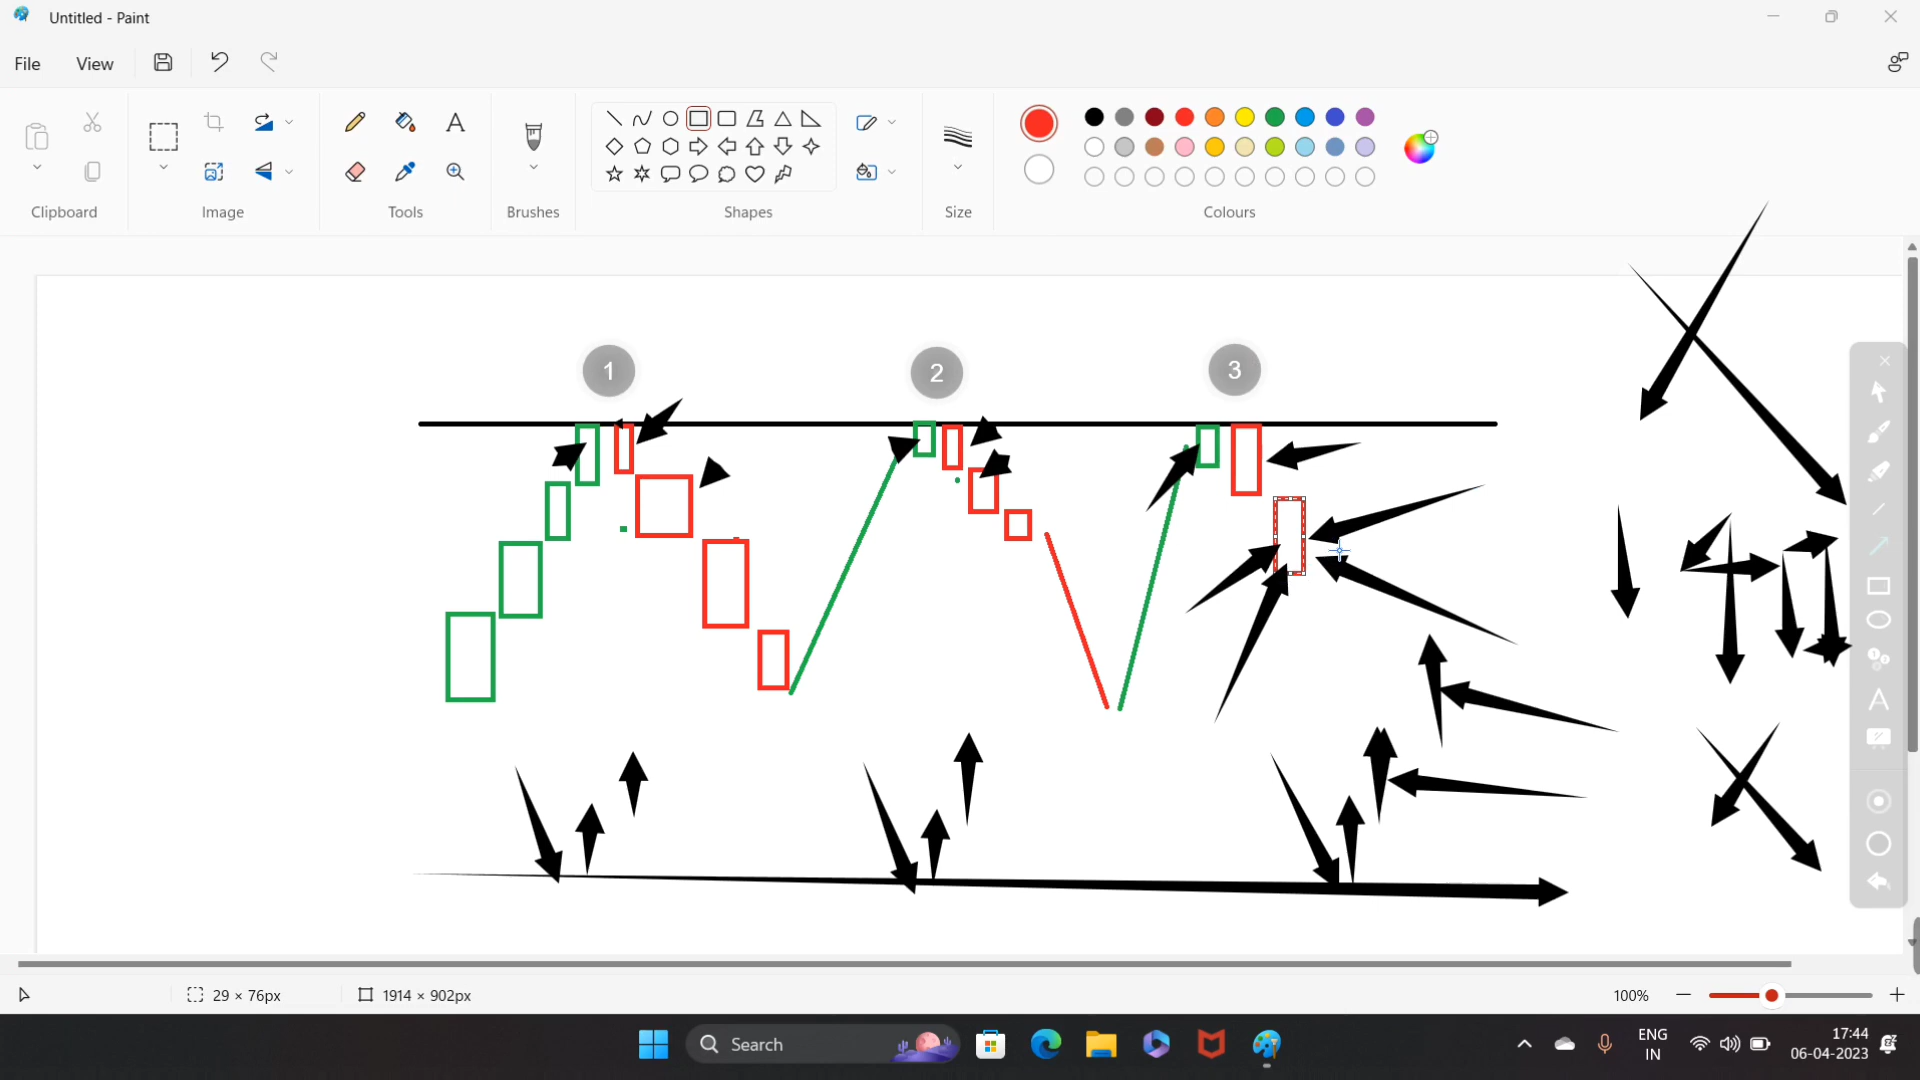 Untitled - Paint
File View
Clipboard
Image
Tools
Brushes
Shapes
Size
Colours
1 2 3
29 × 76px
1914 × 902px
100%
Search
ENG
IN
17:44
06-04-2023